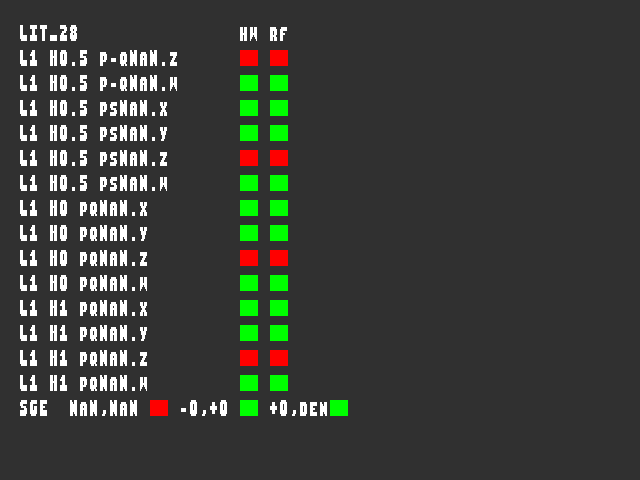 LIT_28 HW RF
L1 H0.5 P-QNAN.Z
L1 H0.5 P-QNAN.W
L1 H0.5 PSNAN.X
L1 H0.5 PSNAN.Y
L1 H0.5 PSNAN.Z
L1 H0.5 PSNAN.W
L1 H0 PQNAN.X
L1 H0 PQNAN.Y
L1 H0 PQNAN.Z
L1 H0 PQNAN.W
L1 H1 PQNAN.X
L1 H1 PQNAN.Y
L1 H1 PQNAN.Z
L1 H1 PQNAN.W
SGE NAN,NAN -0,+0 +0,DEN